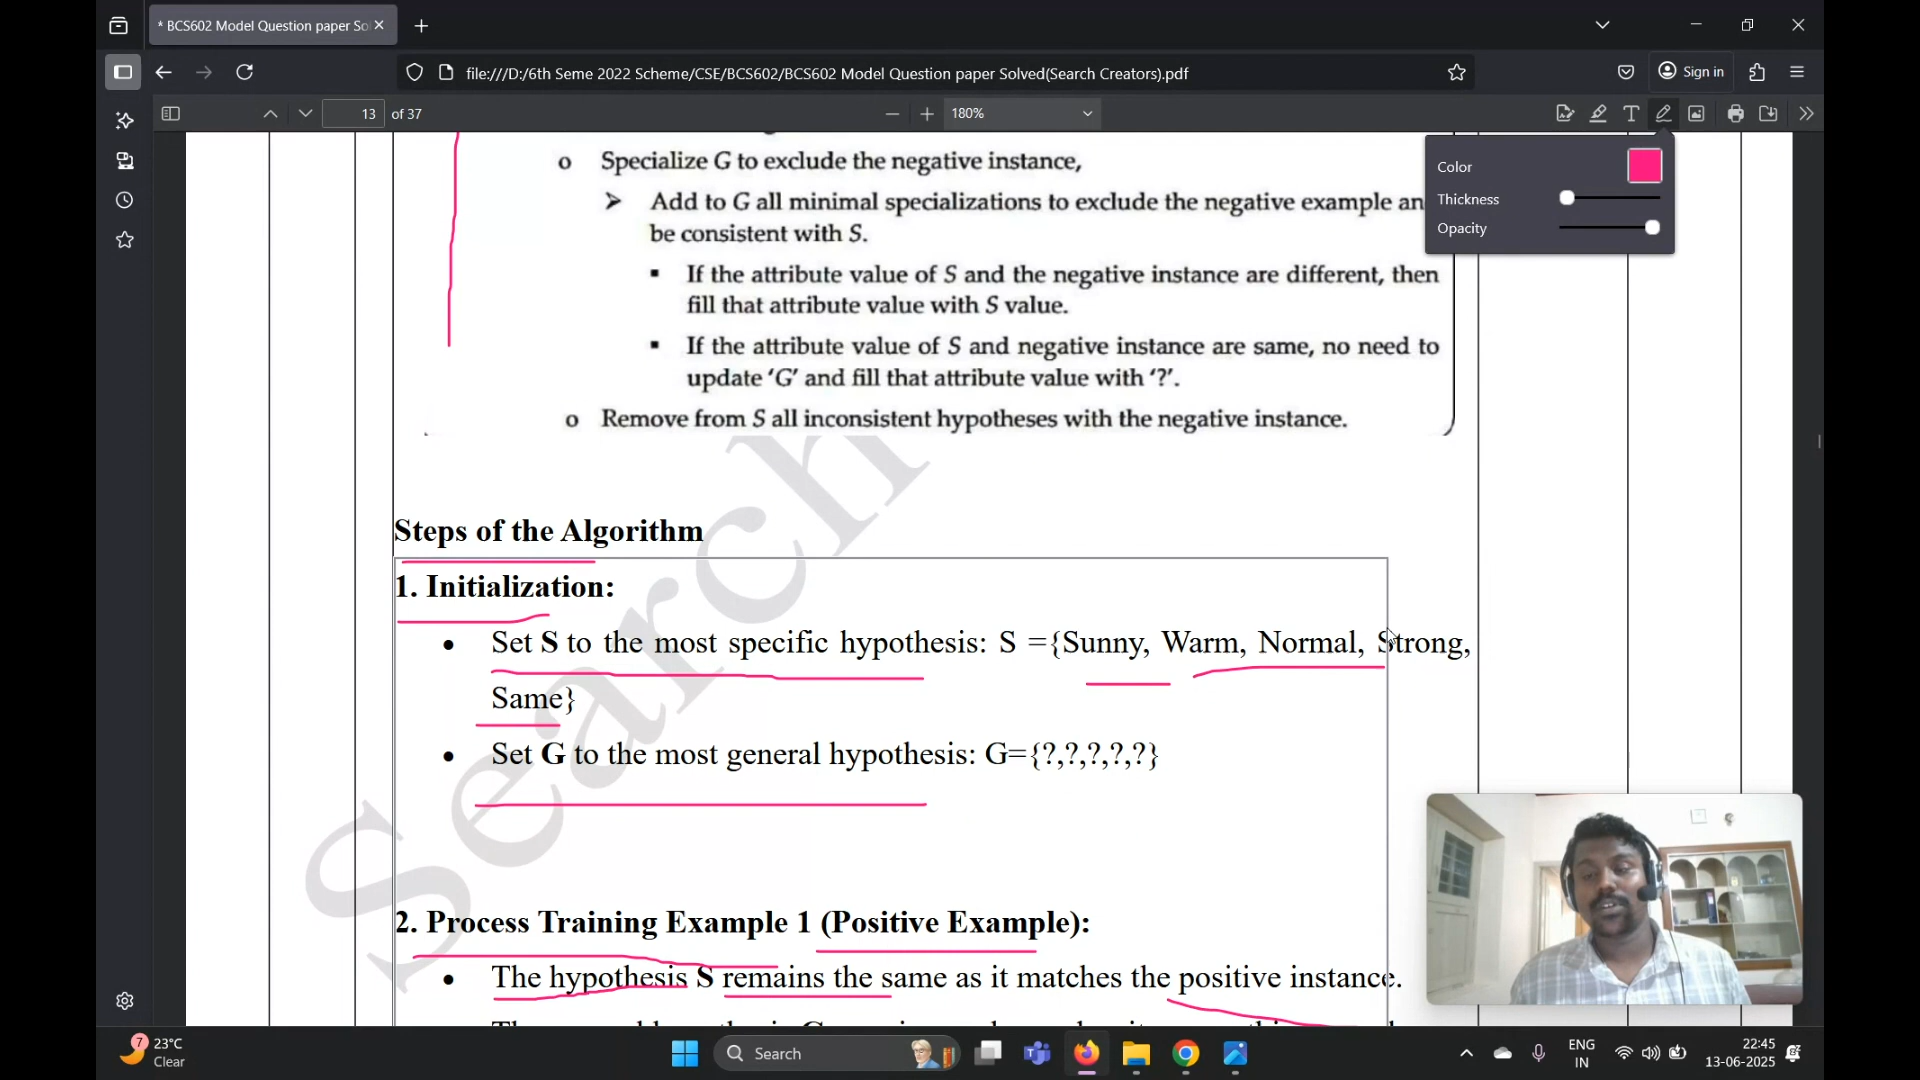 * BCS602 Model Question paper So
file:///D:/6th Seme 2022 Scheme/CSE/BCS602/BCS602 Model Question paper Solved(Search Creators).pdf
Sign in
13 of 37
180%
Color
Thickness
Opacity
o Specialize G to exclude the negative instance,
➤ Add to G all minimal specializations to exclude the negative example an
be consistent with S.
▪ If the attribute value of S and the negative instance are different, then
fill that attribute value with S value.
▪ If the attribute value of S and negative instance are same, no need to
update ‘G’ and fill that attribute value with ‘?’.
o Remove from S all inconsistent hypotheses with the negative instance.
Search
Steps of the Algorithm
1. Initialization:
• Set S to the most specific hypothesis: S ={Sunny, Warm, Normal, Strong,
Same}
• Set G to the most general hypothesis: G={?,?,?,?,?}
2. Process Training Example 1 (Positive Example):
• The hypothesis S remains the same as it matches the positive instance.
7
23°C
Clear
Search
ENG
IN
22:45
13-06-2025